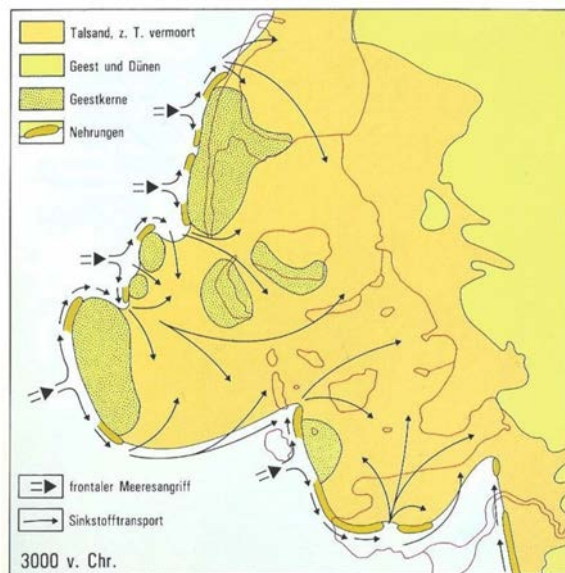 Talsand, z. T. vermoort
Geest und Dünen
Geestkerne
Nehrungen
frontaler Meeresangriff
Sinkstofftransport
3000 v. Chr.